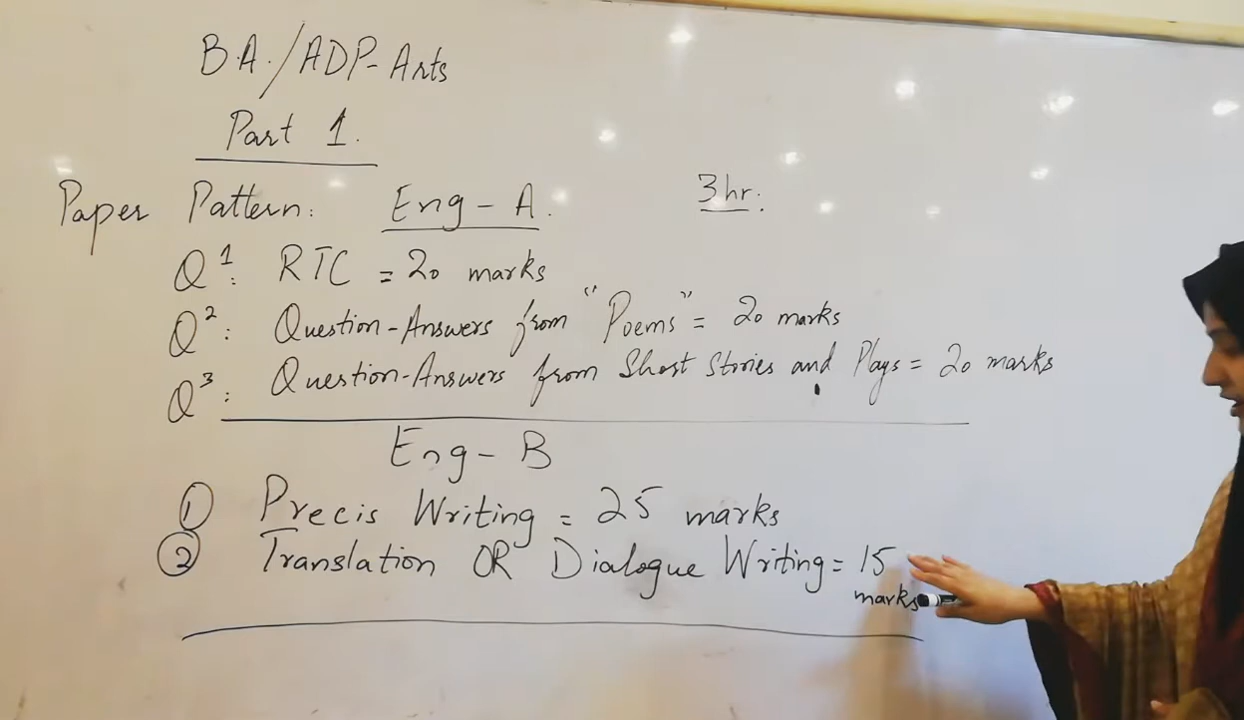 B.A./ADP-Arts
Part 1.
Paper Pattern: Eng-A. 3hr:
Q1: RTC = 20 marks
Q2: Question-Answers from "Poems" = 20 marks
Q3: Question-Answers from Short Stories and Plays = 20 marks
Eng-B
① Precis Writing = 25 marks
② Translation OR Dialogue Writing = 15
marks